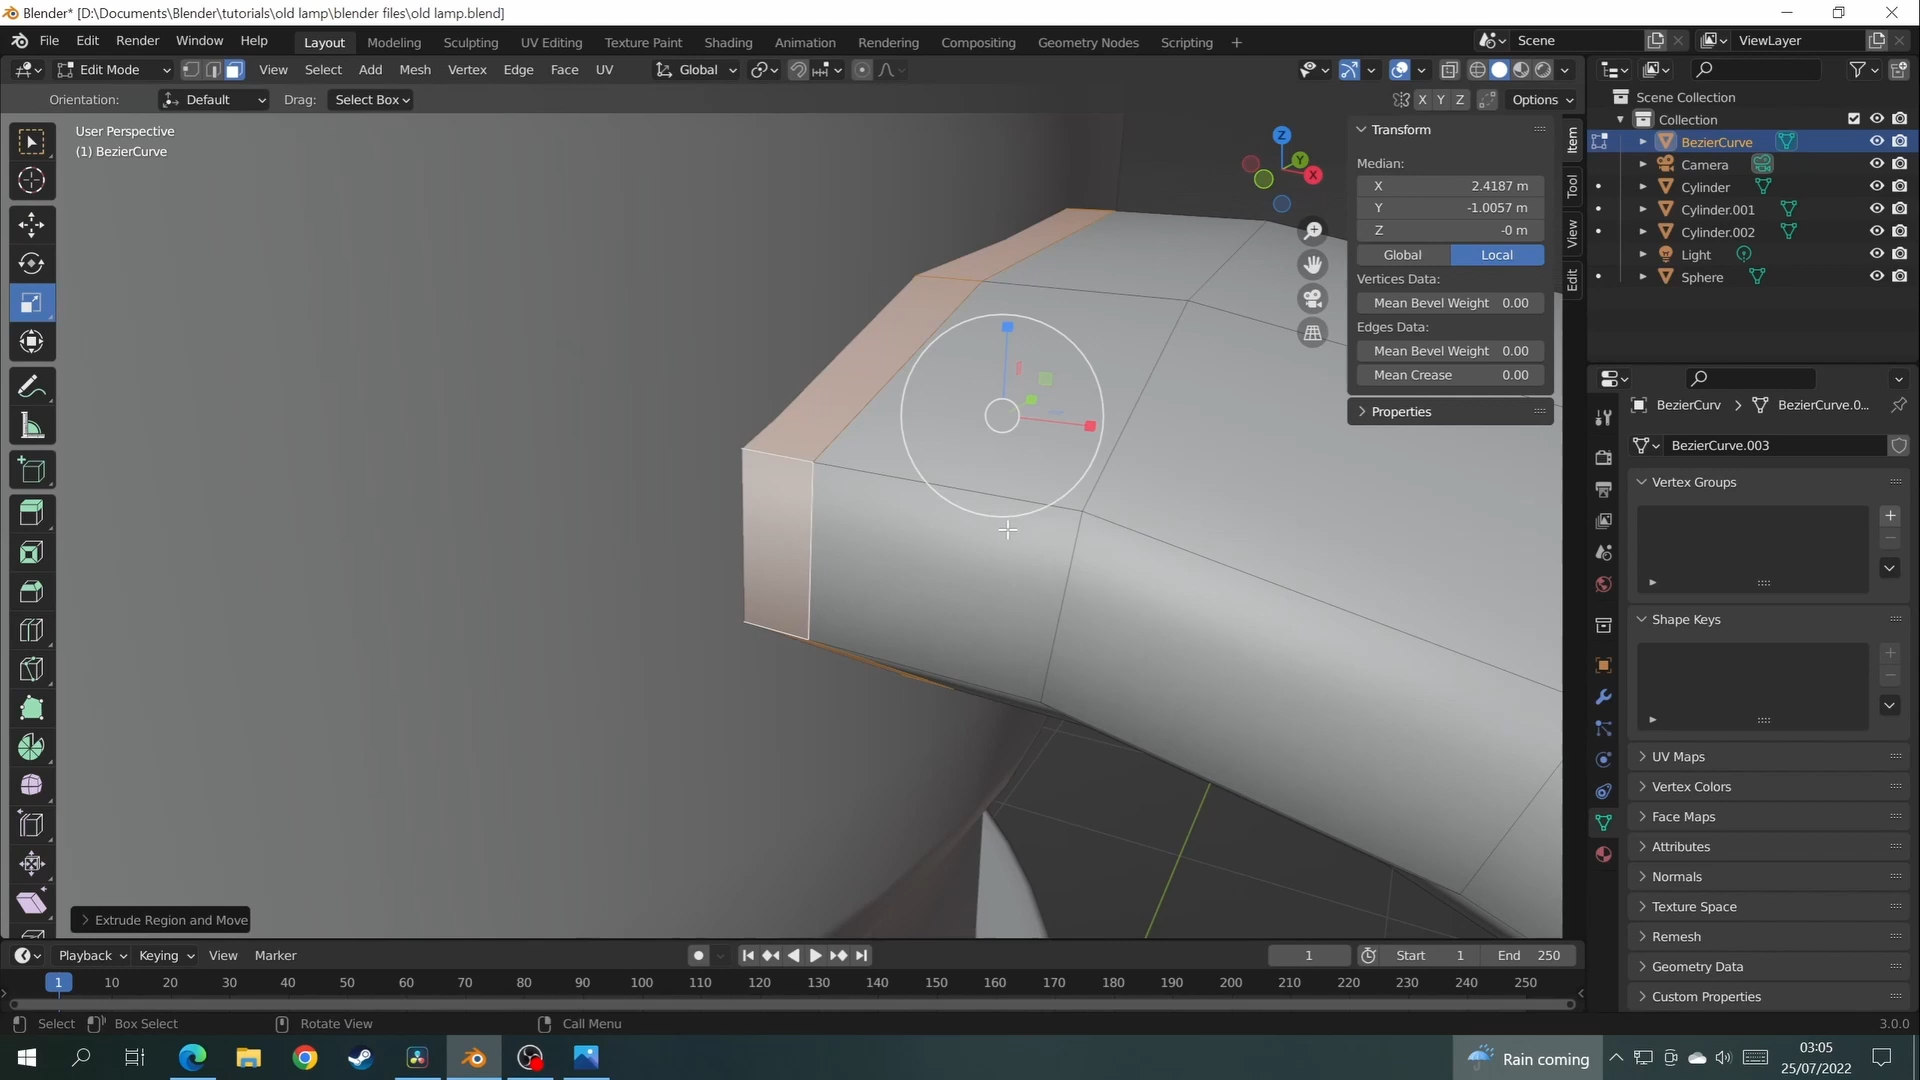 Blender* [D:\Documents\Blender\tutorials\old lamp\blender files\old lamp.blend]
File Edit Render Window Help Layout Modeling Sculpting UV Editing Texture Paint Shading Animation Rendering Compositing Geometry Nodes Scripting + Scene ViewLayer
Edit Mode View Select Add Mesh Vertex Edge Face UV Global
Orientation: Default Drag: Select Box X Y Z Options
User Perspective
(1) BezierCurve
Z
Y
X
Transform
Median:
X 2.4187 m
Y -1.0057 m
Z -0 m
Global Local
Vertices Data:
Mean Bevel Weight 0.00
Edges Data:
Mean Bevel Weight 0.00
Mean Crease 0.00
Properties
Item
Tool
View
Edit
Scene Collection
Collection
BezierCurve
Camera
Cylinder
Cylinder.001
Cylinder.002
Light
Sphere
BezierCurv BezierCurve.0...
BezierCurve.003
Vertex Groups
Shape Keys
UV Maps
Vertex Colors
Face Maps
Attributes
Normals
Texture Space
Remesh
Geometry Data
Custom Properties
Extrude Region and Move
Playback Keying View Marker 1 Start 1 End 250
1 10 20 30 40 50 60 70 80 90 100 110 120 130 140 150 160 170 180 190 200 210 220 230 240 250
Select Box Select Rotate View Call Menu 3.0.0
Rain coming
03:05
25/07/2022